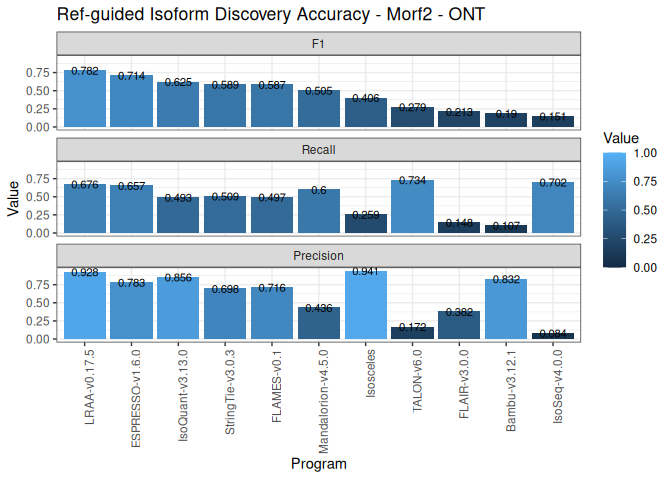 Ref-guided Isoform Discovery Accuracy - Morf2 - ONT
F1
0.75
0.50
0.25
0.00
0.782 0.714 0.625 0.589 0.587 0.505 0.406 0.279 0.213 0.19 0.151
Recall
0.75
0.50
0.25
0.00
0.676 0.657 0.493 0.509 0.497 0.6 0.259 0.734 0.148 0.107 0.702
Precision
0.75
0.50
0.25
0.00
0.928 0.783 0.856 0.698 0.716 0.436 0.941 0.172 0.382 0.832 0.084
Value
LRAA-v0.17.5
ESPRESSO-v1.6.0
IsoQuant-v3.13.0
StringTie-v3.0.3
FLAMES-v0.1
Mandalorion-v4.5.0
Isosceles
TALON-v6.0
FLAIR-v3.0.0
Bambu-v3.12.1
IsoSeq-v4.0.0
Program
Value
1.00
0.75
0.50
0.25
0.00